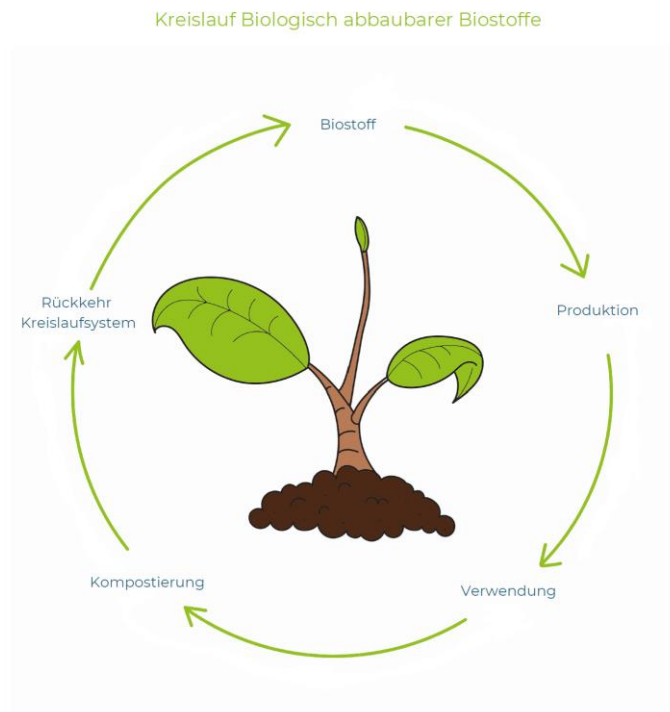 Kreislauf Biologisch abbaubarer Biostoffe
Biostoff
Produktion
Verwendung
Kompostierung
Rückkehr
Kreislaufsystem